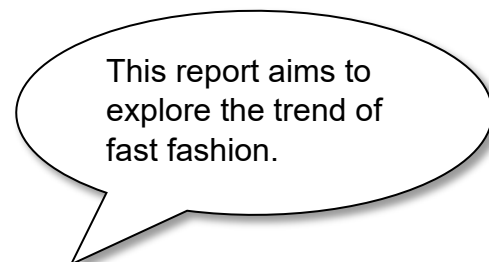 This report aims to
explore the trend of
fast fashion.